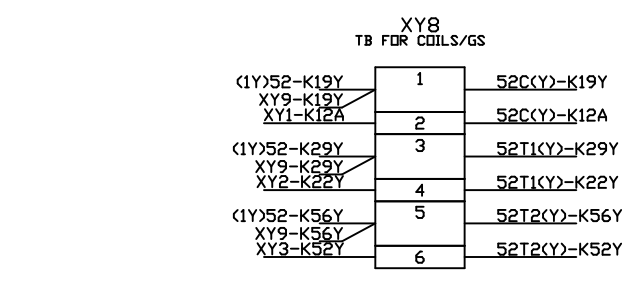 XY8
TB FOR COILS/GS
(1Y)52-K19Y 1 52C(Y)-K19Y
XY9-K19Y
XY1-K12A 2 52C(Y)-K12A
(1Y)52-K29Y 3 52T1(Y)-K29Y
XY9-K29Y
XY2-K22Y 4 52T1(Y)-K22Y
(1Y)52-K56Y 5 52T2(Y)-K56Y
XY9-K56Y
XY3-K52Y 6 52T2(Y)-K52Y